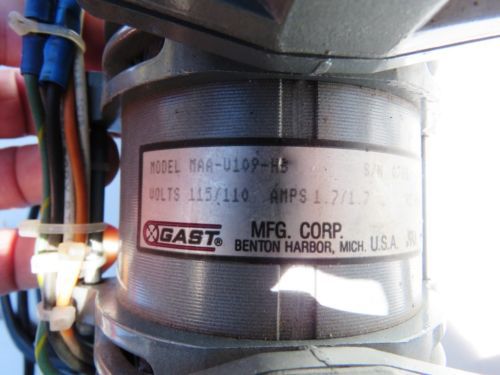 MODEL MAA-V109-HB S/N
VOLTS 115/110 AMPS 1.7/1.7
GAST®
MFG. CORP.
BENTON HARBOR, MICH. U.S.A.